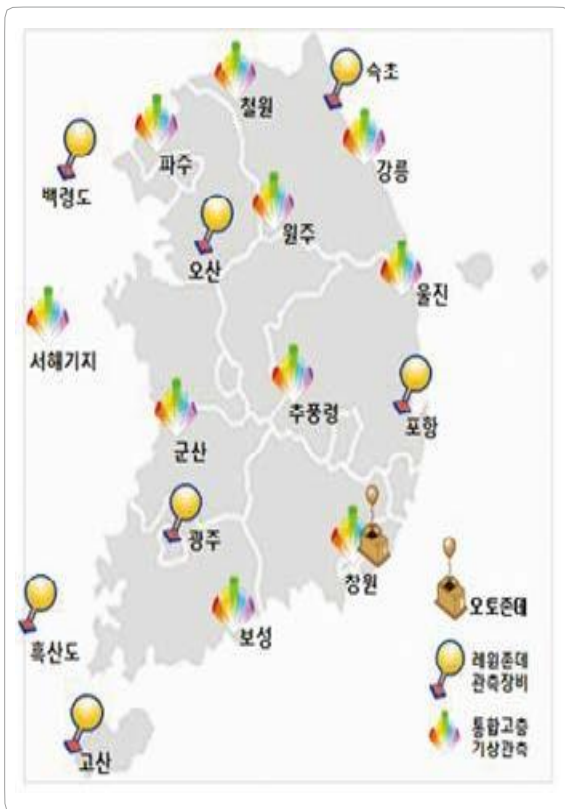 속초
철원
파주
강릉
백령도
원주
오산
울진
서해기지
추풍령
포항
군산
광주
창원
오토존데
흑산도
보성
레윈존데
관측장비
통합고층
기상관측
고산